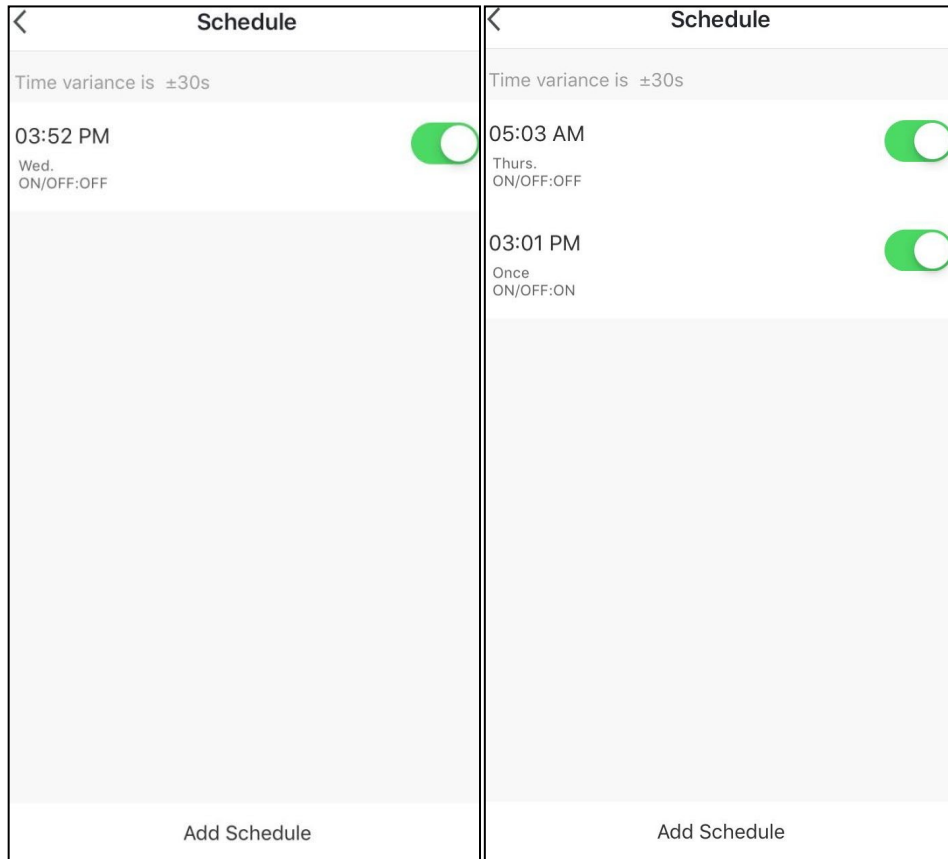 Schedule
Time variance is ±30s
03:52 PM
Wed.
ON/OFF:OFF
Add Schedule
Schedule
Time variance is ±30s
05:03 AM
Thurs.
ON/OFF:OFF
03:01 PM
Once
ON/OFF:ON
Add Schedule